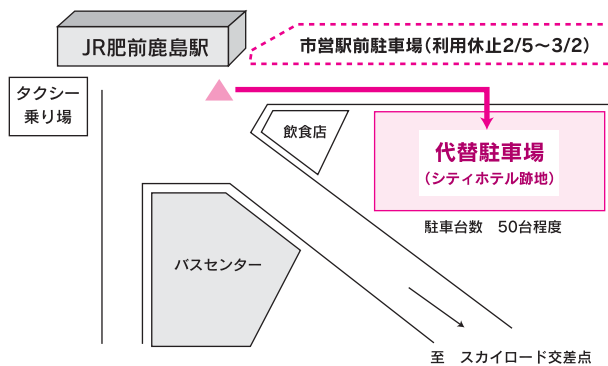 JR肥前鹿島駅
市営駅前駐車場(利用休止2/5〜3/2)
タクシー
乗り場
飲食店
代替駐車場
(シティホテル跡地)
駐車台数 50台程度
バスセンター
至 スカイロード交差点